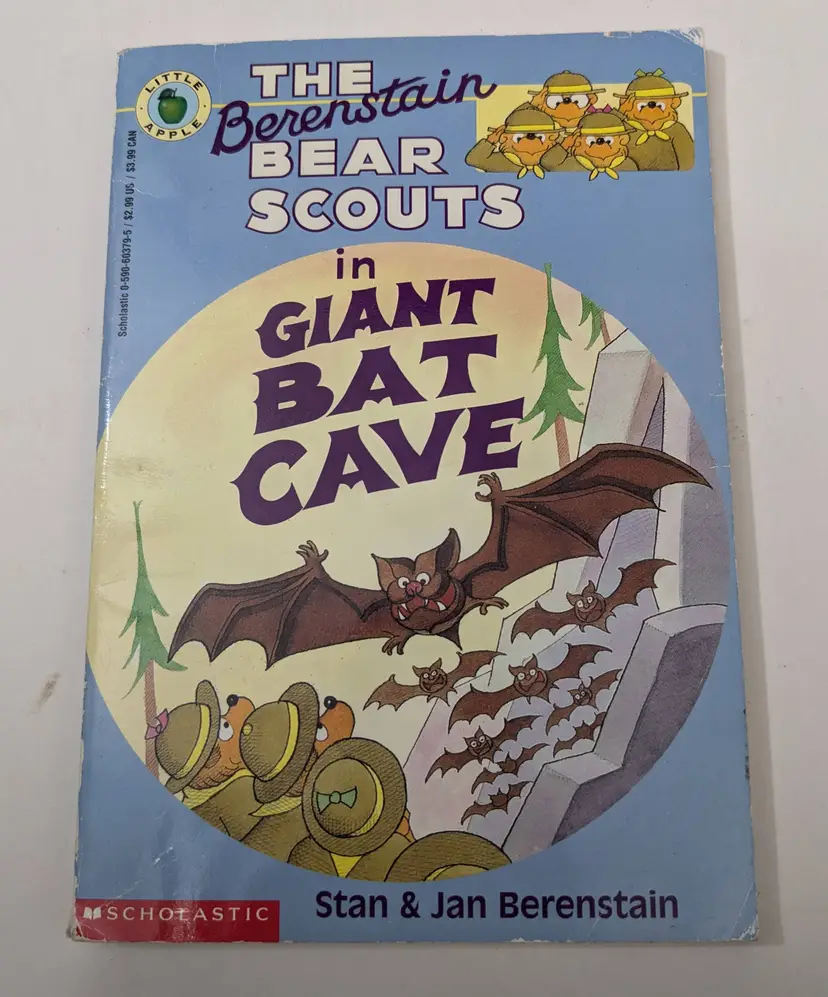 LITTLE
APPLE
THE
Berenstain
BEAR
SCOUTS
in
GIANT
BAT
CAVE
Scholastic 0-590-60379-5 / $2.99 US / $3.99 CAN
SCHOLASTIC
Stan & Jan Berenstain